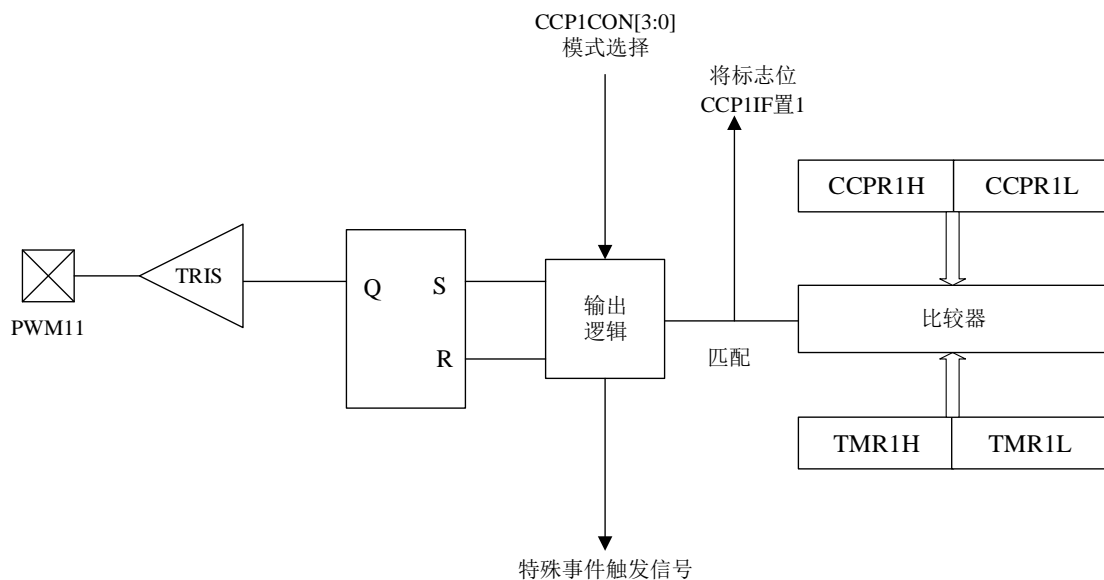 CCP1CON[3:0]
模式选择
将标志位
CCP1IF置1
CCPR1H
CCPR1L
TRIS
Q
S
R
输出
逻辑
匹配
比较器
PWM11
TMR1H
TMR1L
特殊事件触发信号